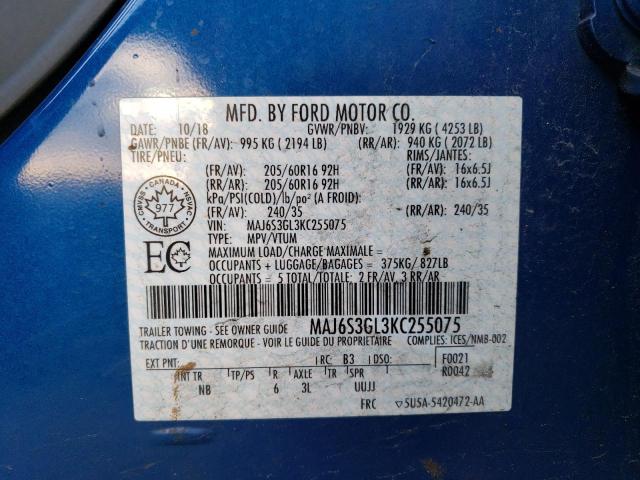 MFD. BY FORD MOTOR CO.
DATE: 10/18 GVWR/PNBV: 1929 KG ( 4253 LB)
GAWR/PNBE (FR/AV): 995 KG ( 2194 LB) (RR/AR): 940 KG ( 2072 LB)
TIRE/PNEU: RIMS/JANTES:
(FR/AV): 205/60R16 92H (FR/AV): 16x6.5J
(RR/AR): 205/60R16 92H (RR/AR): 16x6.5J
kPa/PSI(COLD)/lb/po² (A FROID):
(FR/AV): 240/35 (RR/AR): 240/35
VIN: MAJ6S3GL3KC255075
TYPE: MPV/VTUM
MAXIMUM LOAD/CHARGE MAXIMALE =
OCCUPANTS + LUGGAGE/BAGAGES = 375KG/ 827LB
OCCUPANTS = 5 TOTAL/TOTALE: 2 FR/AV, 3 RR/AR
CANADA
CMVSS NSVAC
977
TRANSPORT
EC
MAJ6S3GL3KC255075
TRAILER TOWING - SEE OWNER GUIDE
TRACTION D'UNE REMORQUE - VOIR LE GUIDE DU PROPRIETAIRE COMPLIES: ICES/NMB-002
EXT PNT: RC: B3 DSO: F0021
R0042
INT TR TP/PS R AXLE TR SPR
NB 6 3L UUJJ
FRC 5U5A-5420472-AA